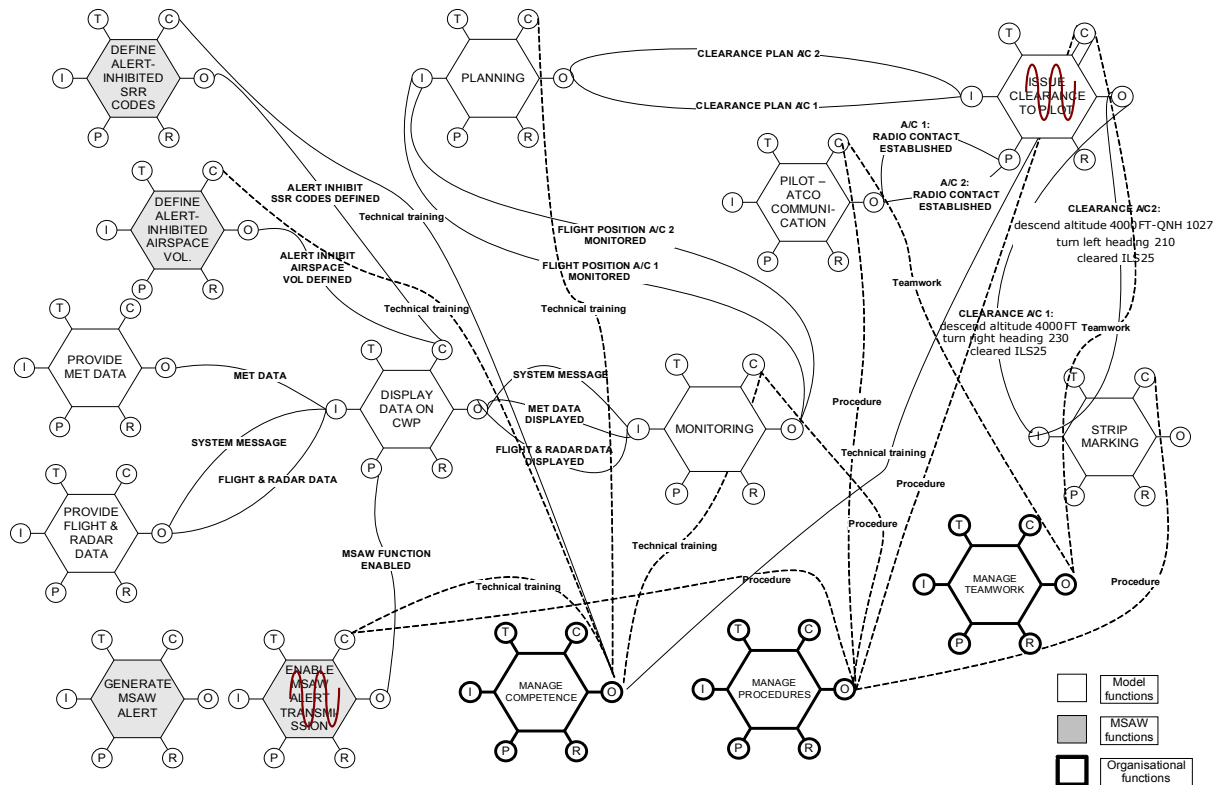 T
C
I
O
P
R
DEFINE
ALERT-
INHIBITED
SRR
CODES
T
C
I
O
P
R
PLANNING
CLEARANCE PLAN A/C 2
CLEARANCE PLAN A/C 1
T
C
I
O
P
R
ISSUE
CLEARANCE
TO PILOT
A/C 1:
RADIO CONTACT
ESTABLISHED
T
C
I
O
P
R
PILOT –
ATCO
COMMUNI-
CATION
A/C 2:
RADIO CONTACT
ESTABLISHED
T
C
I
O
P
R
DEFINE
ALERT-
INHIBITED
AIRSPACE
VOL.
ALERT INHIBIT
SSR CODES DEFINED
Technical training
ALERT INHIBIT
AIRSPACE
VOL DEFINED
FLIGHT POSITION A/C 2
MONITORED
FLIGHT POSITION A/C 1
MONITORED
CLEARANCE A/C2:
descend altitude 4000 FT-QNH 1027
turn left heading 210
cleared ILS25
Teamwork
Technical training
Technical training
CLEARANCE A/C 1:
descend altitude 4000 FT
turn right heading 230
cleared ILS25
Teamwork
T
C
I
O
P
R
PROVIDE
MET DATA
MET DATA
T
C
I
O
P
R
DISPLAY
DATA ON
CWP
SYSTEM MESSAGE
MET DATA
DISPLAYED
FLIGHT & RADAR DATA
DISPLAYED
T
C
I
O
P
R
MONITORING
Procedure
T
C
I
O
P
R
STRIP
MARKING
SYSTEM MESSAGE
FLIGHT & RADAR DATA
Technical training
Procedure
T
C
I
O
P
R
PROVIDE
FLIGHT &
RADAR
DATA
MSAW FUNCTION
ENABLED
Technical training
Procedure
Technical training
Procedure
Procedure
T
C
I
O
P
R
MANAGE
TEAMWORK
T
C
I
O
P
R
GENERATE
MSAW
ALERT
T
C
I
O
P
R
ENABLE
MSAW
ALERT
TRANSMI-
SSION
T
C
I
O
P
R
MANAGE
COMPETENCE
T
C
I
O
P
R
MANAGE
PROCEDURES
Model
functions
MSAW
functions
Organisational
functions